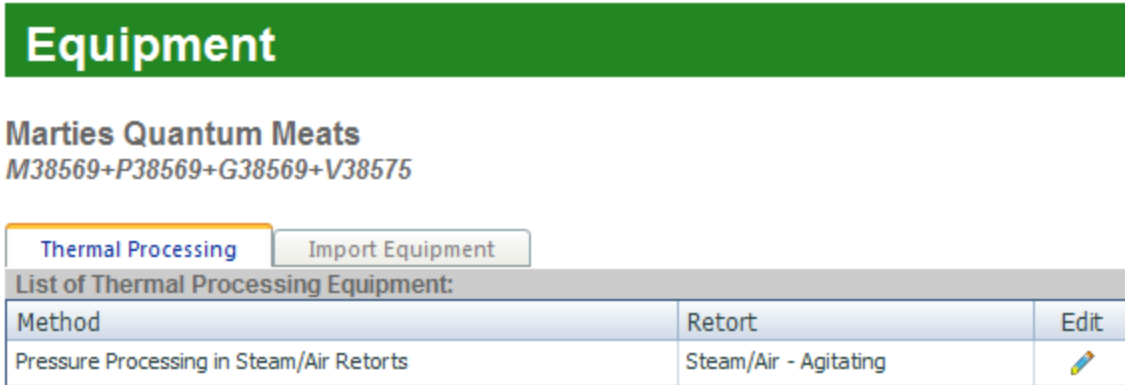 Equipment
Marties Quantum Meats
M38569+P38569+G38569+V38575
Thermal Processing Import Equipment
List of Thermal Processing Equipment:
Method Retort Edit
Pressure Processing in Steam/Air Retorts Steam/Air - Agitating